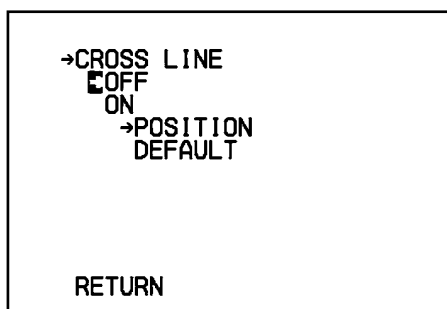 →CROSS LINE
OFF
ON
→POSITION
DEFAULT
RETURN